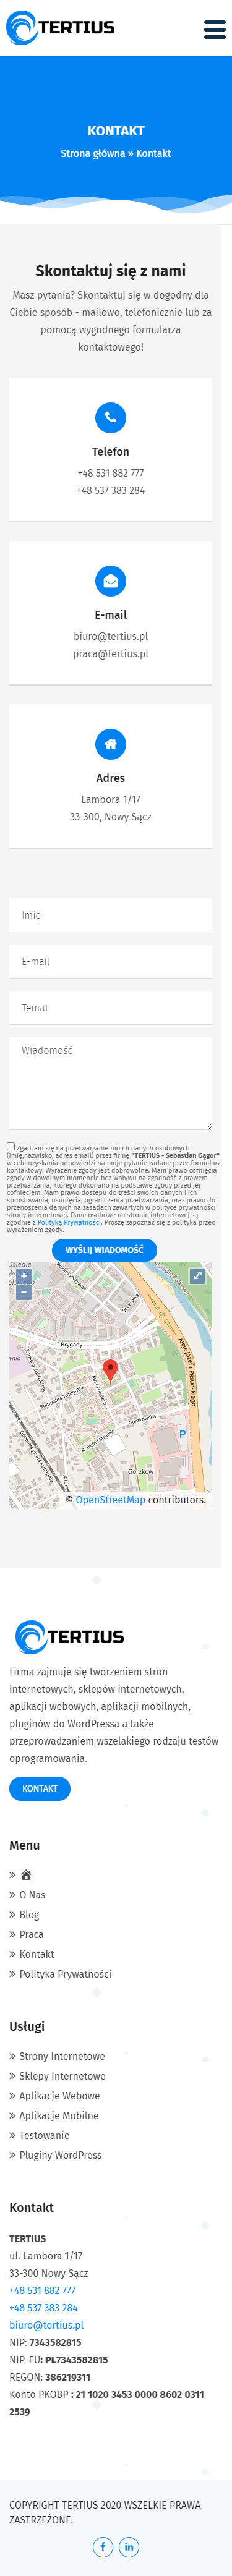 TERTIUS
KONTAKT
Strona główna » Kontakt
Skontaktuj się z nami
Masz pytania? Skontaktuj się w dogodny dla
Ciebie sposób - mailowo, telefonicznie lub za
pomocą wygodnego formularza
kontaktowego!
Telefon
+48 531 882 777
+48 537 383 284
E-mail
biuro@tertius.pl
praca@tertius.pl
Adres
Lambora 1/17
33-300, Nowy Sącz
Imię
E-mail
Temat
Wiadomość
Zgadzam się na przetwarzanie moich danych osobowych
(imię,nazwisko, adres email) przez firmę "TERTIUS - Sebastian Gągor"
w celu uzyskania odpowiedzi na moje pytanie zadane przez formularz
kontaktowy. Wyrażenie zgody jest dobrowolne. Mam prawo cofnięcia
zgody w dowolnym momencie bez wpływu na zgodność z prawem
przetwarzania, którego dokonano na podstawie zgody przed jej
cofnięciem. Mam prawo dostępu do treści swoich danych i ich
sprostowania, usunięcia, ograniczenia przetwarzania, oraz prawo do
przenoszenia danych na zasadach zawartych w polityce prywatności
strony internetowej. Dane osobowe na stronie internetowej są
zgodnie z Polityką Prywatności. Proszę zapoznać się z polityką przed
wyrażeniem zgody.
WYŚLIJ WIADOMOŚĆ
+
−
Osiedle
Romualda Traugutta
Gorzkowska
Romana Stramki
Aleja Józefa Piłsudskiego
P
Gorzków
© OpenStreetMap contributors.
TERTIUS
Firma zajmuje się tworzeniem stron
internetowych, sklepów internetowych,
aplikacji webowych, aplikacji mobilnych,
pluginów do WordPressa a także
przeprowadzaniem wszelakiego rodzaju testów
oprogramowania.
KONTAKT
Menu
O Nas
Blog
Praca
Kontakt
Polityka Prywatności
Usługi
Strony Internetowe
Sklepy Internetowe
Aplikacje Webowe
Aplikacje Mobilne
Testowanie
Pluginy WordPress
Kontakt
TERTIUS
ul. Lambora 1/17
33-300 Nowy Sącz
+48 531 882 777
+48 537 383 284
biuro@tertius.pl
NIP: 7343582815
NIP-EU: PL7343582815
REGON: 386219311
Konto PKOBP : 21 1020 3453 0000 8602 0311
2539
COPYRIGHT TERTIUS 2020 WSZELKIE PRAWA
ZASTRZEŻONE.